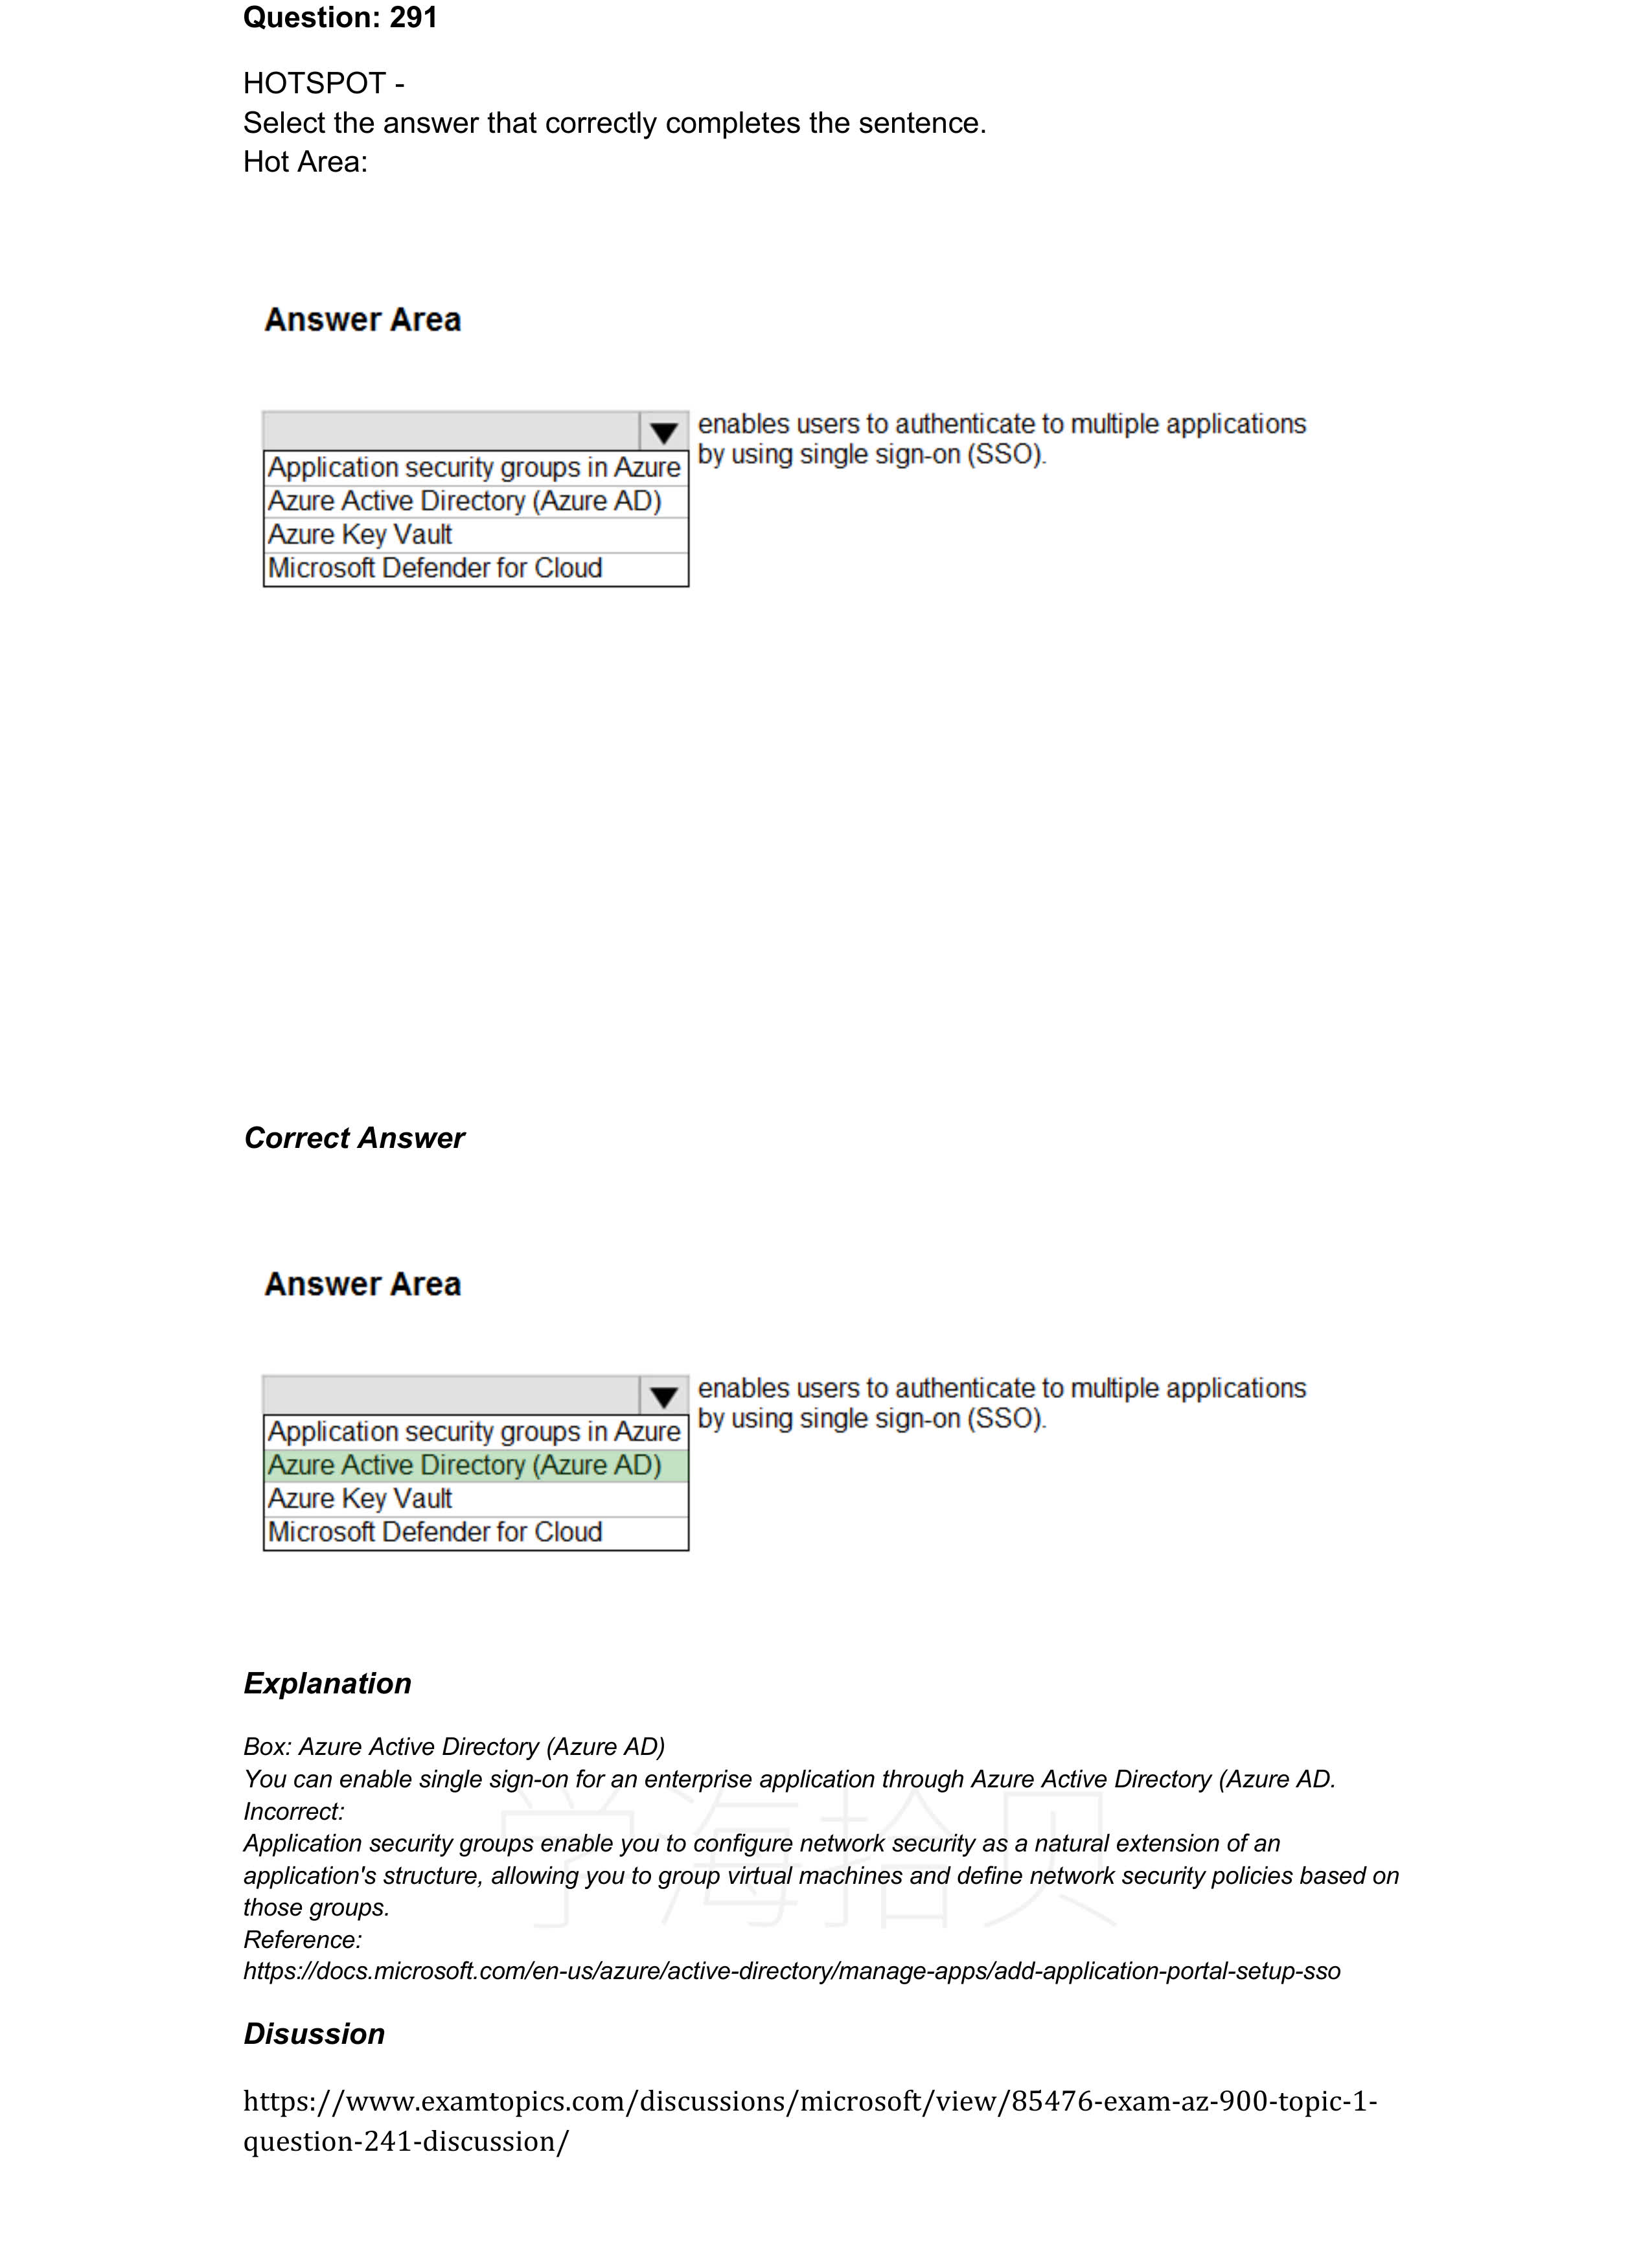 Question: 291
HOTSPOT -
Select the answer that correctly completes the sentence.
Hot Area:
Answer Area
enables users to authenticate to multiple applications
by using single sign-on (SSO).
Application security groups in Azure
Azure Active Directory (Azure AD)
Azure Key Vault
Microsoft Defender for Cloud
Correct Answer
Answer Area
enables users to authenticate to multiple applications
by using single sign-on (SSO).
Application security groups in Azure
Azure Active Directory (Azure AD)
Azure Key Vault
Microsoft Defender for Cloud
Explanation
Box: Azure Active Directory (Azure AD)
You can enable single sign-on for an enterprise application through Azure Active Directory (Azure AD.
Incorrect:
Application security groups enable you to configure network security as a natural extension of an
application's structure, allowing you to group virtual machines and define network security policies based on
those groups.
Reference:
https://docs.microsoft.com/en-us/azure/active-directory/manage-apps/add-application-portal-setup-sso
学海拾贝
Disussion
https://www.examtopics.com/discussions/microsoft/view/85476-exam-az-900-topic-1-
question-241-discussion/